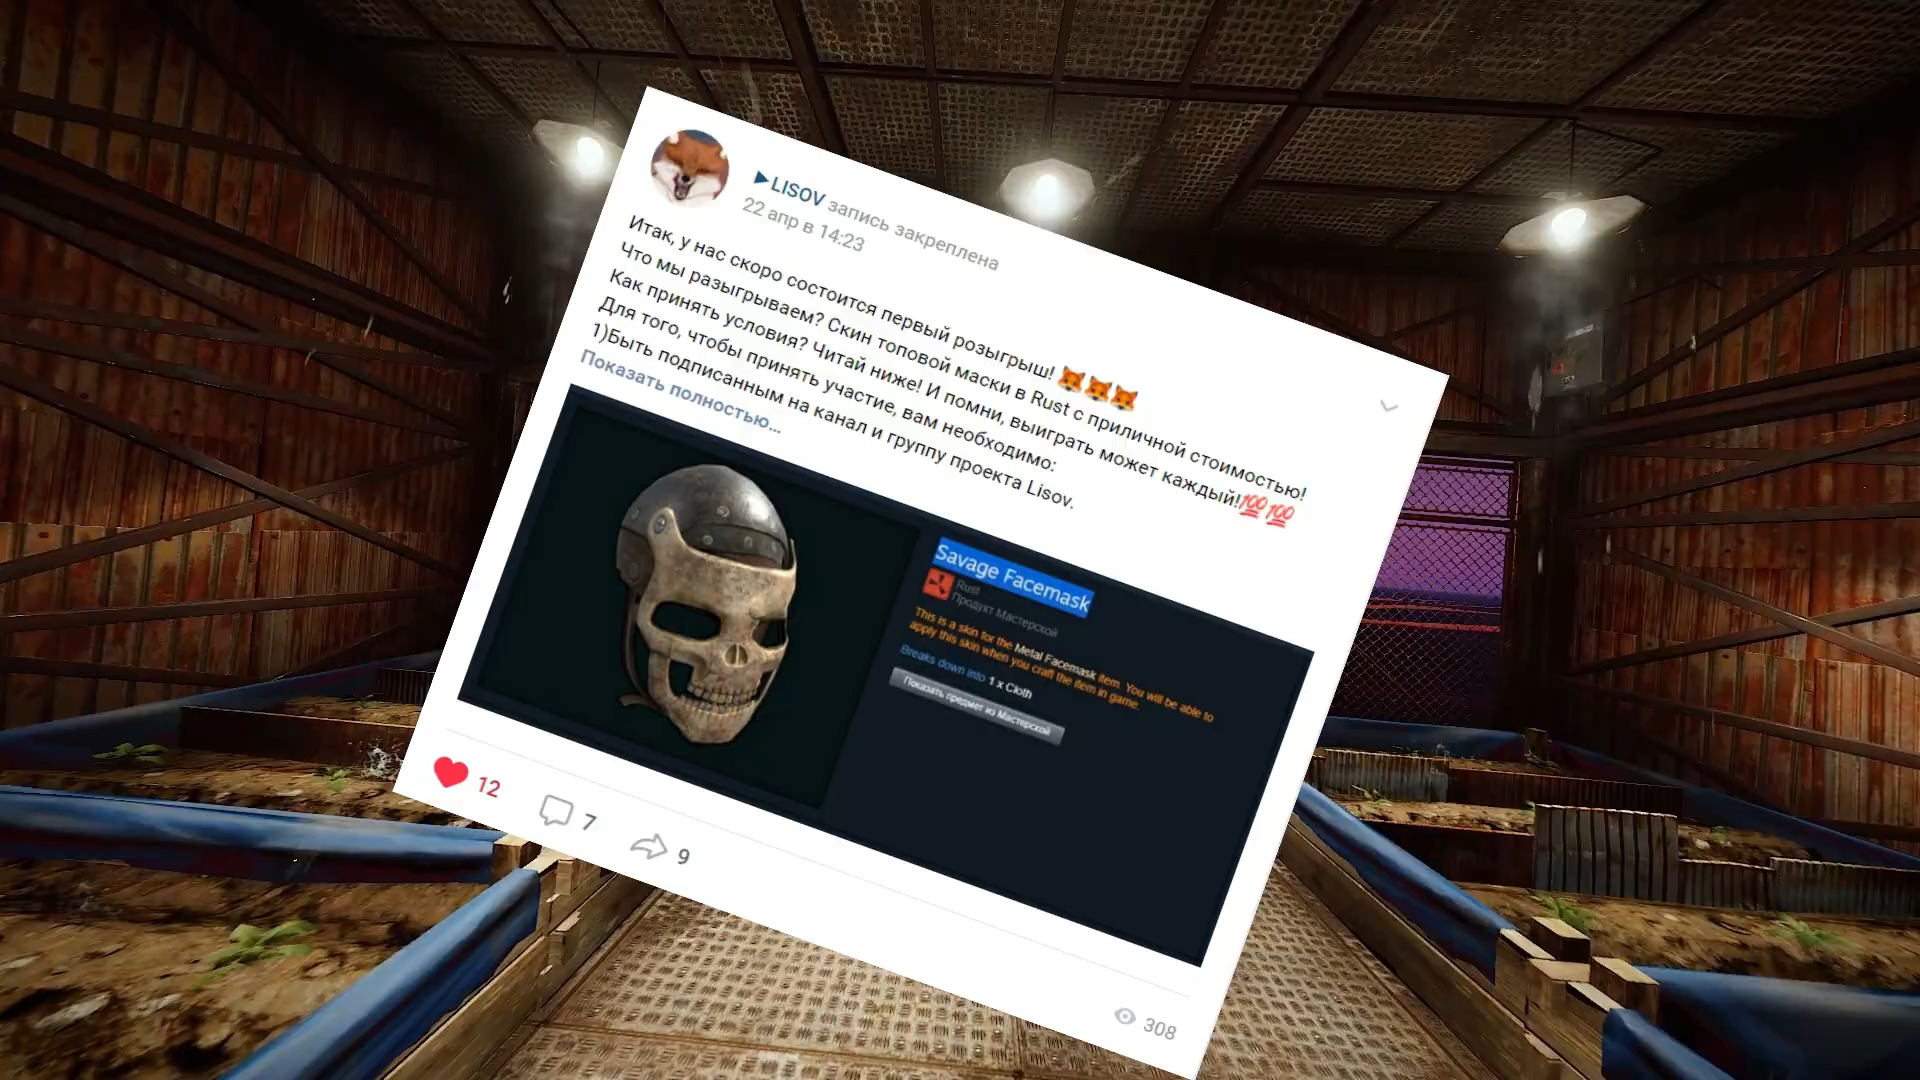 ▶LISOV запись закреплена
22 апр в 14:23
Итак, у нас скоро состоится первый розыгрыш! 🦊🦊🦊
Что мы разыгрываем? Скин топовой маски в Rust с приличной стоимостью!
Как принять условия? Читай ниже! И помни, выиграть может каждый!💯💯
Для того, чтобы принять участие, вам необходимо:
1)Быть подписанным на канал и группу проекта Lisov.
Показать полностью...
Savage Facemask
Rust
Продукт Мастерской
This is a skin for the Metal Facemask item. You will be able to
apply this skin when you craft the item in game.
Breaks down into 1 x Cloth
Показать предмет из Мастерской
12
7
9
308